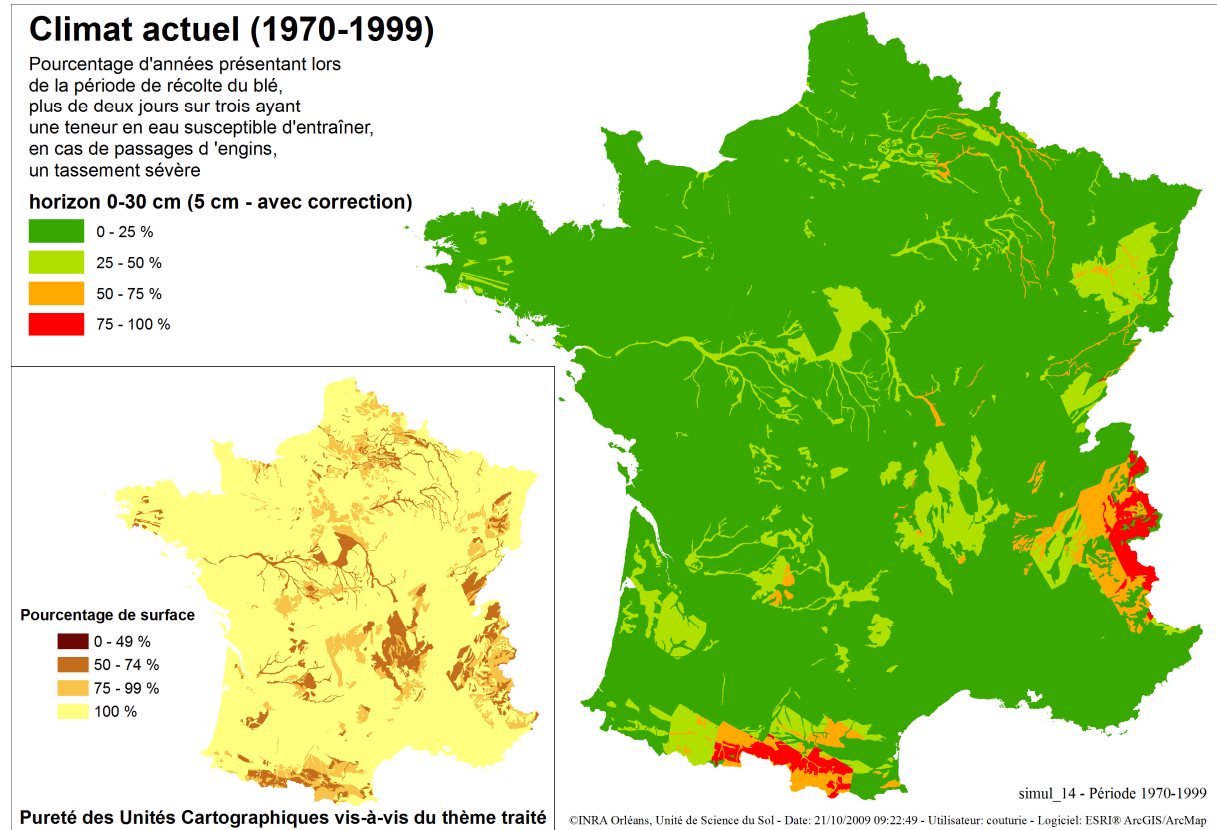 Climat actuel (1970-1999)
Pourcentage d'années présentant lors
de la période de récolte du blé,
plus de deux jours sur trois ayant
une teneur en eau susceptible d'entraîner,
en cas de passages d 'engins,
un tassement sévère
horizon 0-30 cm (5 cm - avec correction)
0 - 25 %
25 - 50 %
50 - 75 %
75 - 100 %
Pourcentage de surface
0 - 49 %
50 - 74 %
75 - 99 %
100 %
Pureté des Unités Cartographiques vis-à-vis du thème traité
simul_14 - Période 1970-1999
©INRA Orléans, Unité de Science du Sol - Date: 21/10/2009 09:22:49 - Utilisateur: couturie - Logiciel: ESRI® ArcGIS/ArcMap